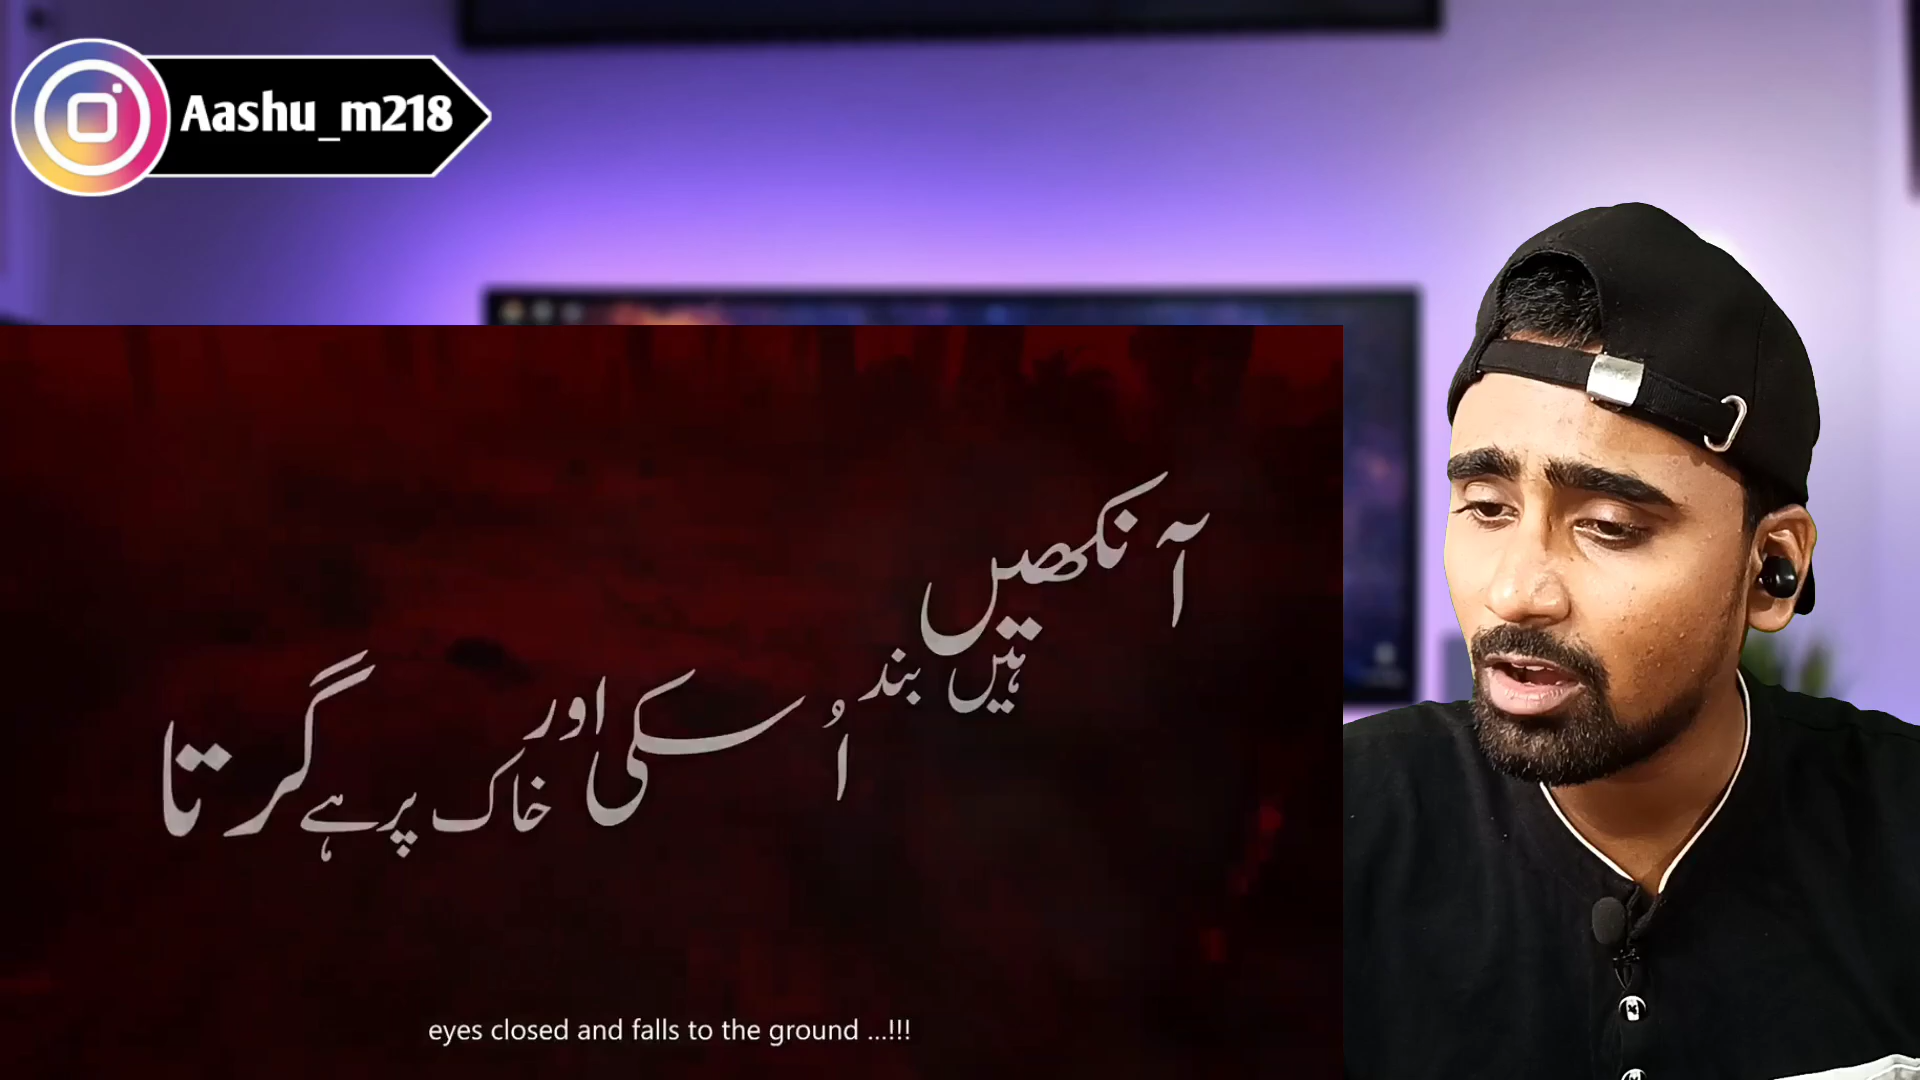 Aashu_m218
آنکھیں
ہیں بند
اُسکی اور
خاک پر ہے گرتا
eyes closed and falls to the ground ...!!!